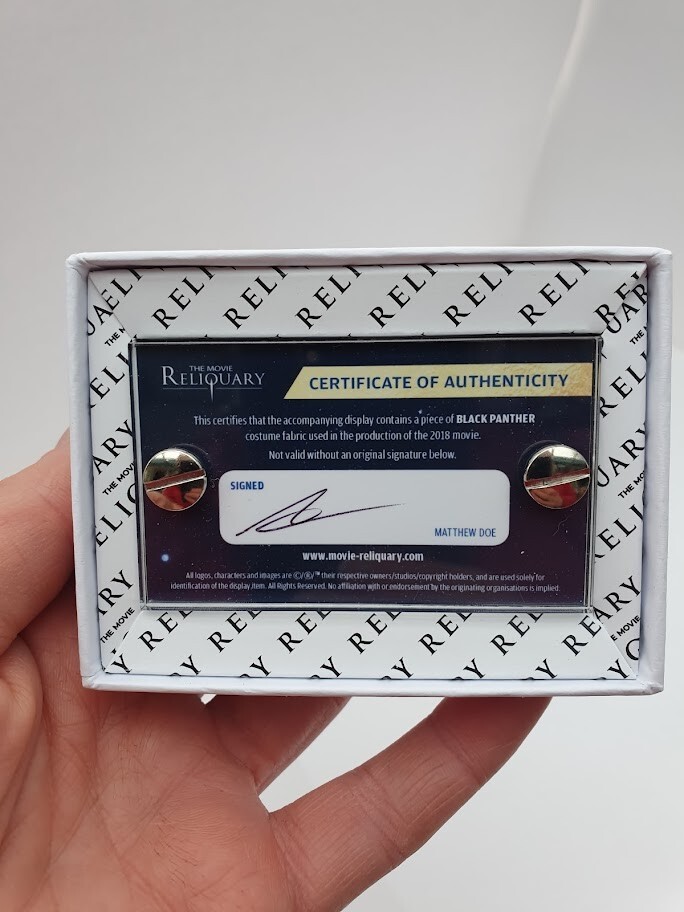 THE MOVIE
RELIQUARY
CERTIFICATE OF AUTHENTICITY
This certifies that the accompanying display contains a piece of BLACK PANTHER
costume fabric used in the production of the 2018 movie.
Not valid without an original signature below.
SIGNED
MATTHEW DOE
www.movie-reliquary.com
All logos, characters and images are ©/®/™ their respective owners/studios/copyright holders, and are used solely for
identification of the display item. All Rights Reserved. No affiliation with or endorsement by the originating organisations is implied.